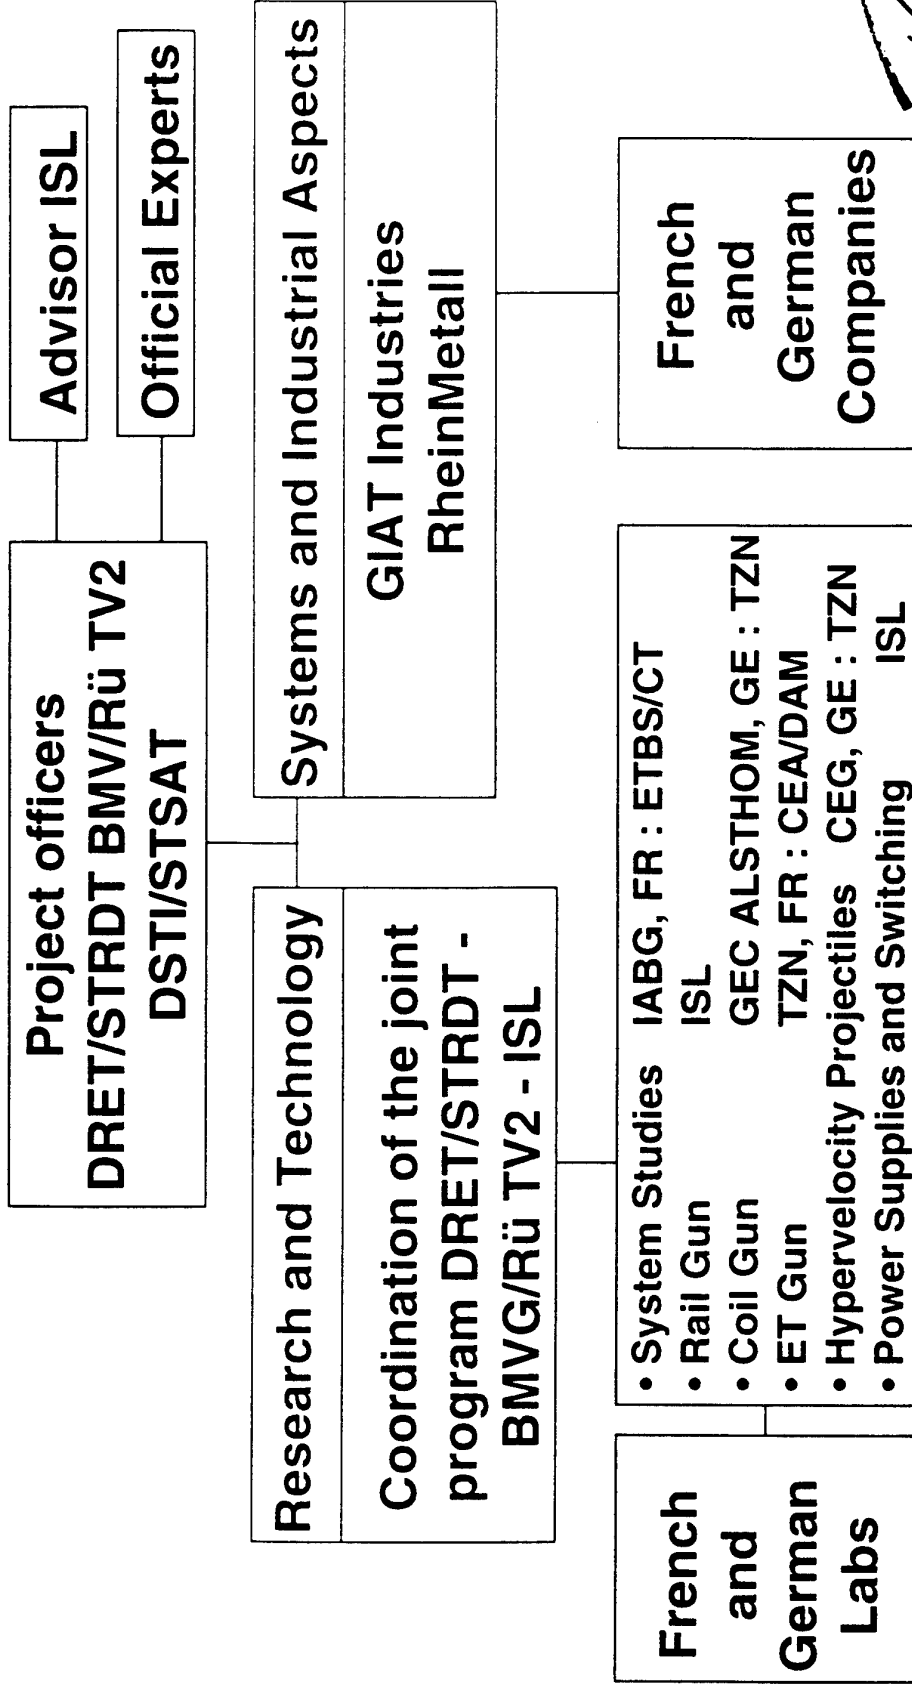 Project officers
DRET/STRDT BMV/Rü TV2
DSTI/STSAT
Advisor ISL
Official Experts
Research and Technology
Coordination of the joint
program DRET/STRDT -
BMVG/Rü TV2 - ISL
Systems and Industrial Aspects
GIAT Industries
RheinMetall
French
and
German
Labs
• System Studies IABG, FR : ETBS/CT
• Rail Gun ISL
• Coil Gun GEC ALSTHOM, GE : TZN
• ET Gun TZN, FR : CEA/DAM
• Hypervelocity Projectiles CEG, GE : TZN
• Power Supplies and Switching ISL
French
and
German
Companies